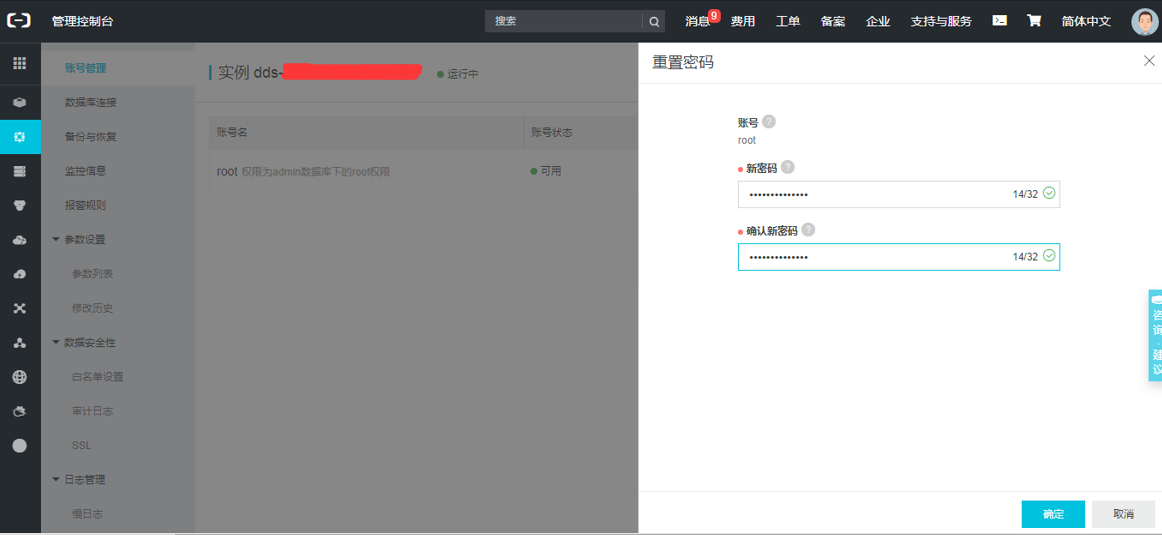 管理控制台
搜索
消息 9
费用
工单
备案
企业
支持与服务
简体中文
账号管理
数据库连接
备份与恢复
监控信息
报警规则
参数设置
参数列表
修改历史
数据安全性
白名单设置
审计日志
SSL
日志管理
慢日志
实例 dds-
运行中
账号名
账号状态
root 权限为admin数据库下的root权限
可用
重置密码
账号 ?
root
新密码 ?
••••••••••••••
14/32
确认新密码 ?
••••••••••••••
14/32
咨询·建议
确定
取消